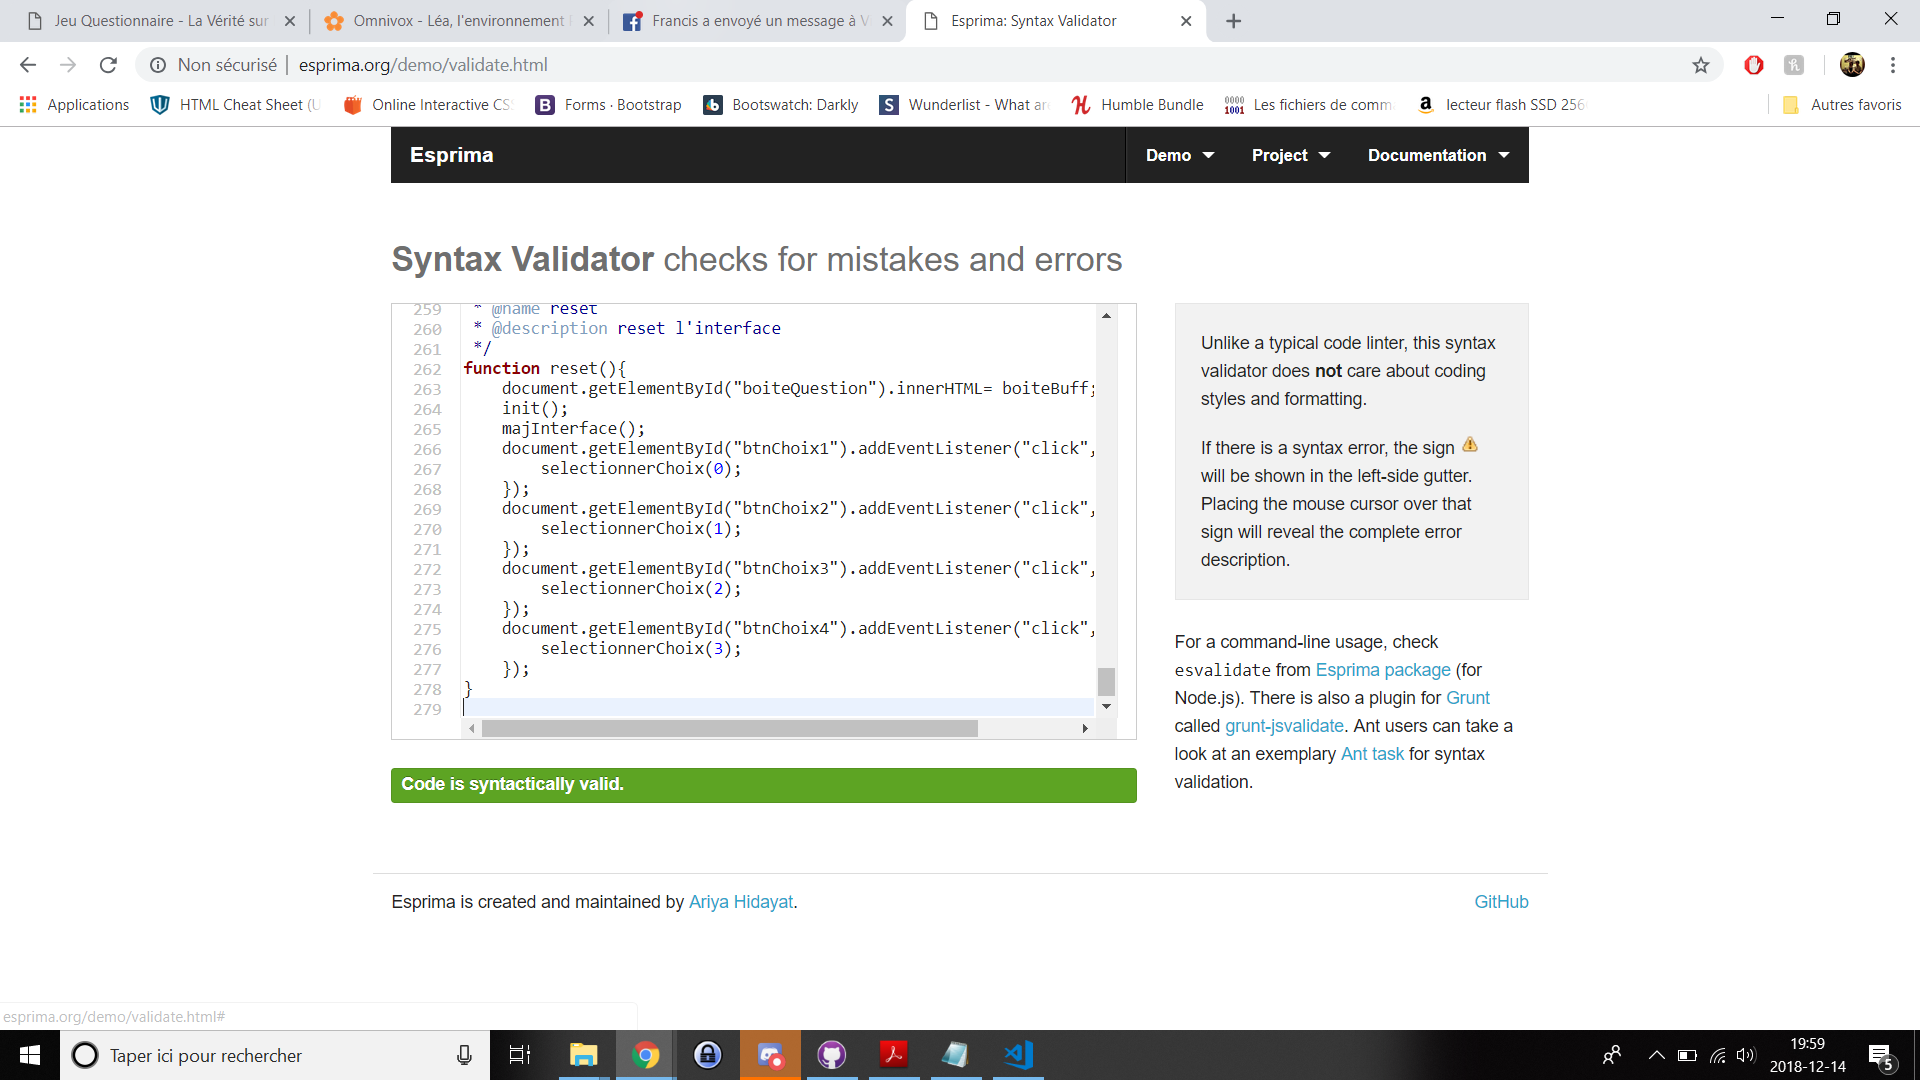 Jeu Questionnaire - La Vérité sur
Omnivox - Léa, l'environnement
Francis a envoyé un message à V
Esprima: Syntax Validator
Non sécurisé | esprima.org/demo/validate.html
Applications
HTML Cheat Sheet (U
Online Interactive CS
Forms · Bootstrap
Bootswatch: Darkly
Wunderlist - What are
Humble Bundle
Les fichiers de comm
lecteur flash SSD 256
Autres favoris
Esprima
Demo
Project
Documentation
Syntax Validator checks for mistakes and errors
259 * @name reset
260 * @description reset l'interface
261 */
262 function reset(){
263 document.getElementById("boiteQuestion").innerHTML= boiteBuff;
264 init();
265 majInterface();
266 document.getElementById("btnChoix1").addEventListener("click",
267 selectionnerChoix(0);
268 });
269 document.getElementById("btnChoix2").addEventListener("click",
270 selectionnerChoix(1);
271 });
272 document.getElementById("btnChoix3").addEventListener("click",
273 selectionnerChoix(2);
274 });
275 document.getElementById("btnChoix4").addEventListener("click",
276 selectionnerChoix(3);
277 });
278 }
279
Code is syntactically valid.
Unlike a typical code linter, this syntax
validator does not care about coding
styles and formatting.
If there is a syntax error, the sign
will be shown in the left-side gutter.
Placing the mouse cursor over that
sign will reveal the complete error
description.
For a command-line usage, check
esvalidate from Esprima package (for
Node.js). There is also a plugin for Grunt
called grunt-jsvalidate. Ant users can take a
look at an exemplary Ant task for syntax
validation.
Esprima is created and maintained by Ariya Hidayat.
GitHub
esprima.org/demo/validate.html#
Taper ici pour rechercher
19:59
2018-12-14
5